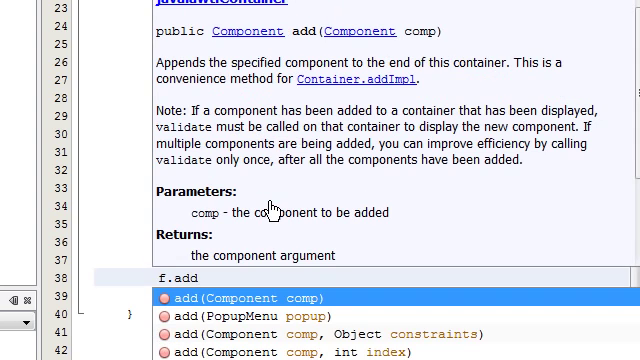 java.awt.Container
23
24 public Component add(Component comp)
25
26 Appends the specified component to the end of this container. This is a
27 convenience method for Container.addImpl.
28
29 Note: If a component has been added to a container that has been displayed,
validate must be called on that container to display the new component. If
30 multiple components are being added, you can improve efficiency by calling
31 validate only once, after all the components have been added.
32
33 Parameters:
34 comp - the component to be added
35 Returns:
36
37 the component argument
38 f.add
39 add(Component comp)
40 } add(PopupMenu popup)
41 add(Component comp, Object constraints)
42 add(Component comp, int index)